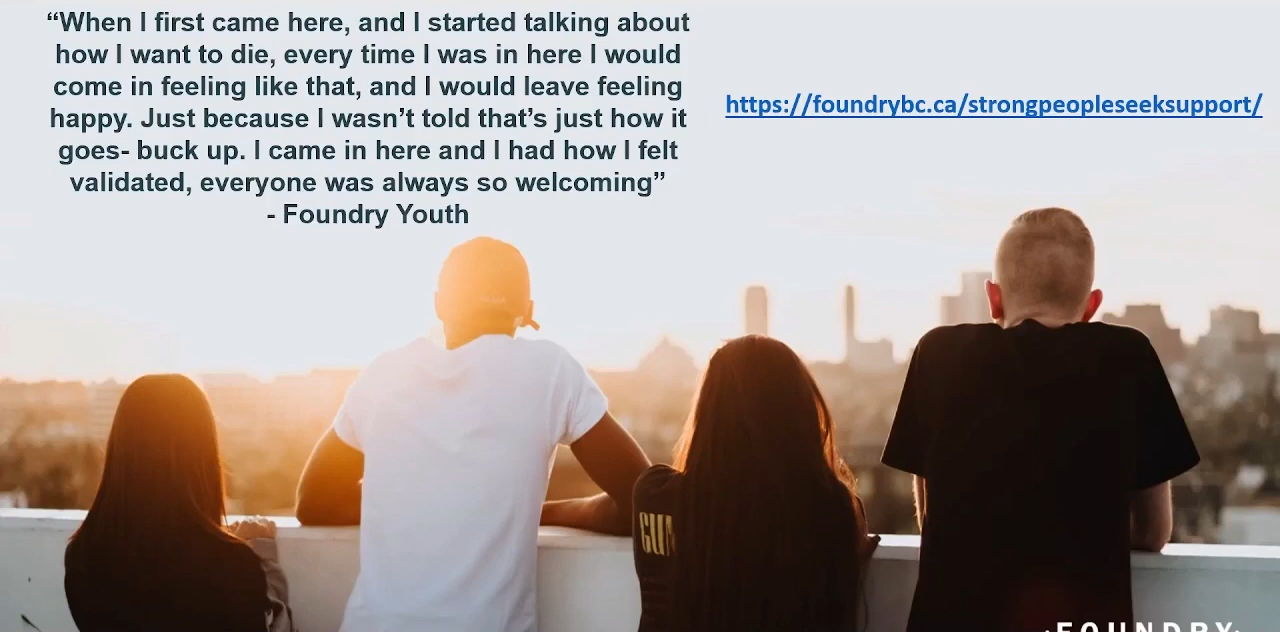 “When I first came here, and I started talking about
how I want to die, every time I was in here I would
come in feeling like that, and I would leave feeling
happy. Just because I wasn’t told that’s just how it
goes- buck up. I came in here and I had how I felt
validated, everyone was always so welcoming”
- Foundry Youth
https://foundrybc.ca/strongpeopleseeksupport/
GUM
·FOUNDRY·